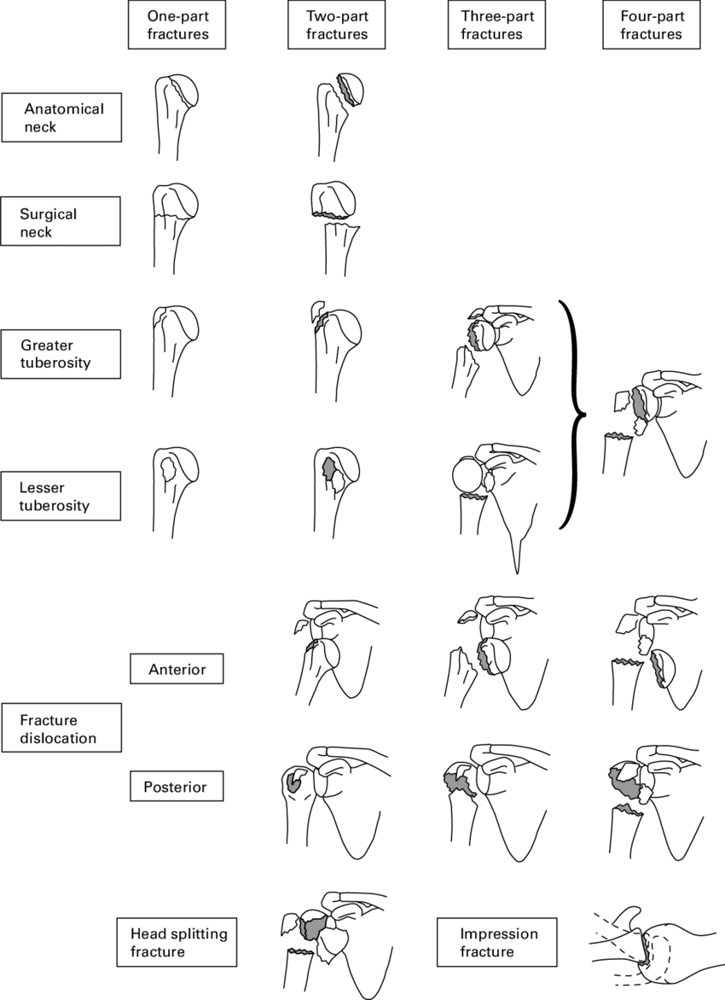 One-part
fractures
Two-part
fractures
Three-part
fractures
Four-part
fractures
Anatomical
neck
Surgical
neck
Greater
tuberosity
Lesser
tuberosity
Anterior
Fracture
dislocation
Posterior
Head splitting
fracture
Impression
fracture